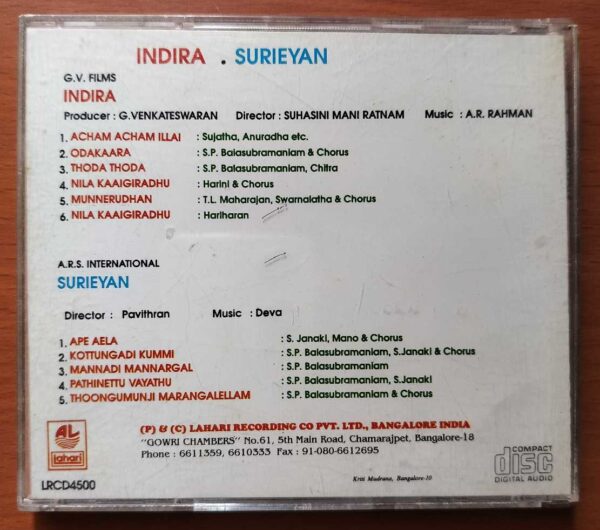 INDIRA . SURIEYAN
G.V. FILMS
INDIRA
Producer : G.VENKATESWARAN Director : SUHASINI MANI RATNAM Music : A.R. RAHMAN
1. ACHAM ACHAM ILLAI : Sujatha, Anuradha etc.
2. ODAKAARA : S.P. Balasubramaniam & Chorus
3. THODA THODA : S.P. Balasubramaniam, Chitra
4. NILA KAAIGIRADHU : Harini & Chorus
5. MUNNERUDHAN : T.L. Maharajan, Swarnalatha & Chorus
6. NILA KAAIGIRADHU : Hariharan
A.R.S. INTERNATIONAL
SURIEYAN
Director : Pavithran Music : Deva
1. APE AELA : S. Janaki, Mano & Chorus
2. KOTTUNGADI KUMMI : S.P. Balasubramaniam, S.Janaki & Chorus
3. MANNADI MANNARGAL : S.P. Balasubramaniam
4. PATHINETTU VAYATHU : S.P. Balasubramaniam, S.Janaki
5. THOONGUMUNJI MARANGALELLAM : S.P. Balasubramaniam & Chorus
(P) & (C) LAHARI RECORDING CO PVT. LTD., BANGALORE INDIA
"GOWRI CHAMBERS" No.61, 5th Main Road, Chamarajpet, Bangalore-18
Phone : 6611359, 6610333 Fax : 91-080-6612695
AL
lahari
COMPACT
disc
DIGITAL AUDIO
LRCD4500
Kriti Mudrana, Bangalore-10